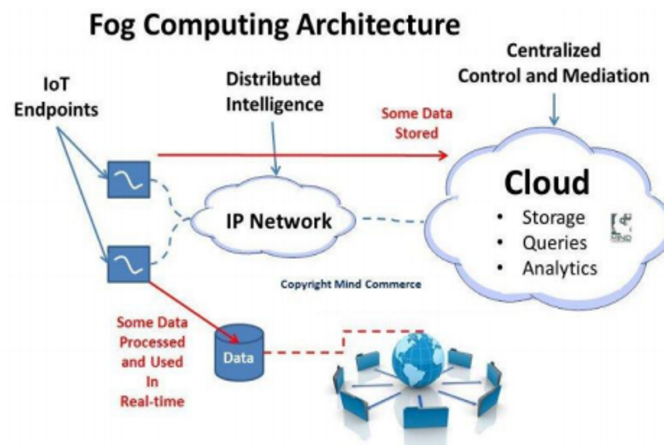 Fog Computing Architecture
IoT
Endpoints
Distributed
Intelligence
Centralized
Control and Mediation
Some Data
Stored
IP Network
Cloud
• Storage
• Queries
• Analytics
MIND
Copyright Mind Commerce
Some Data
Processed
and Used
In
Real-time
Data